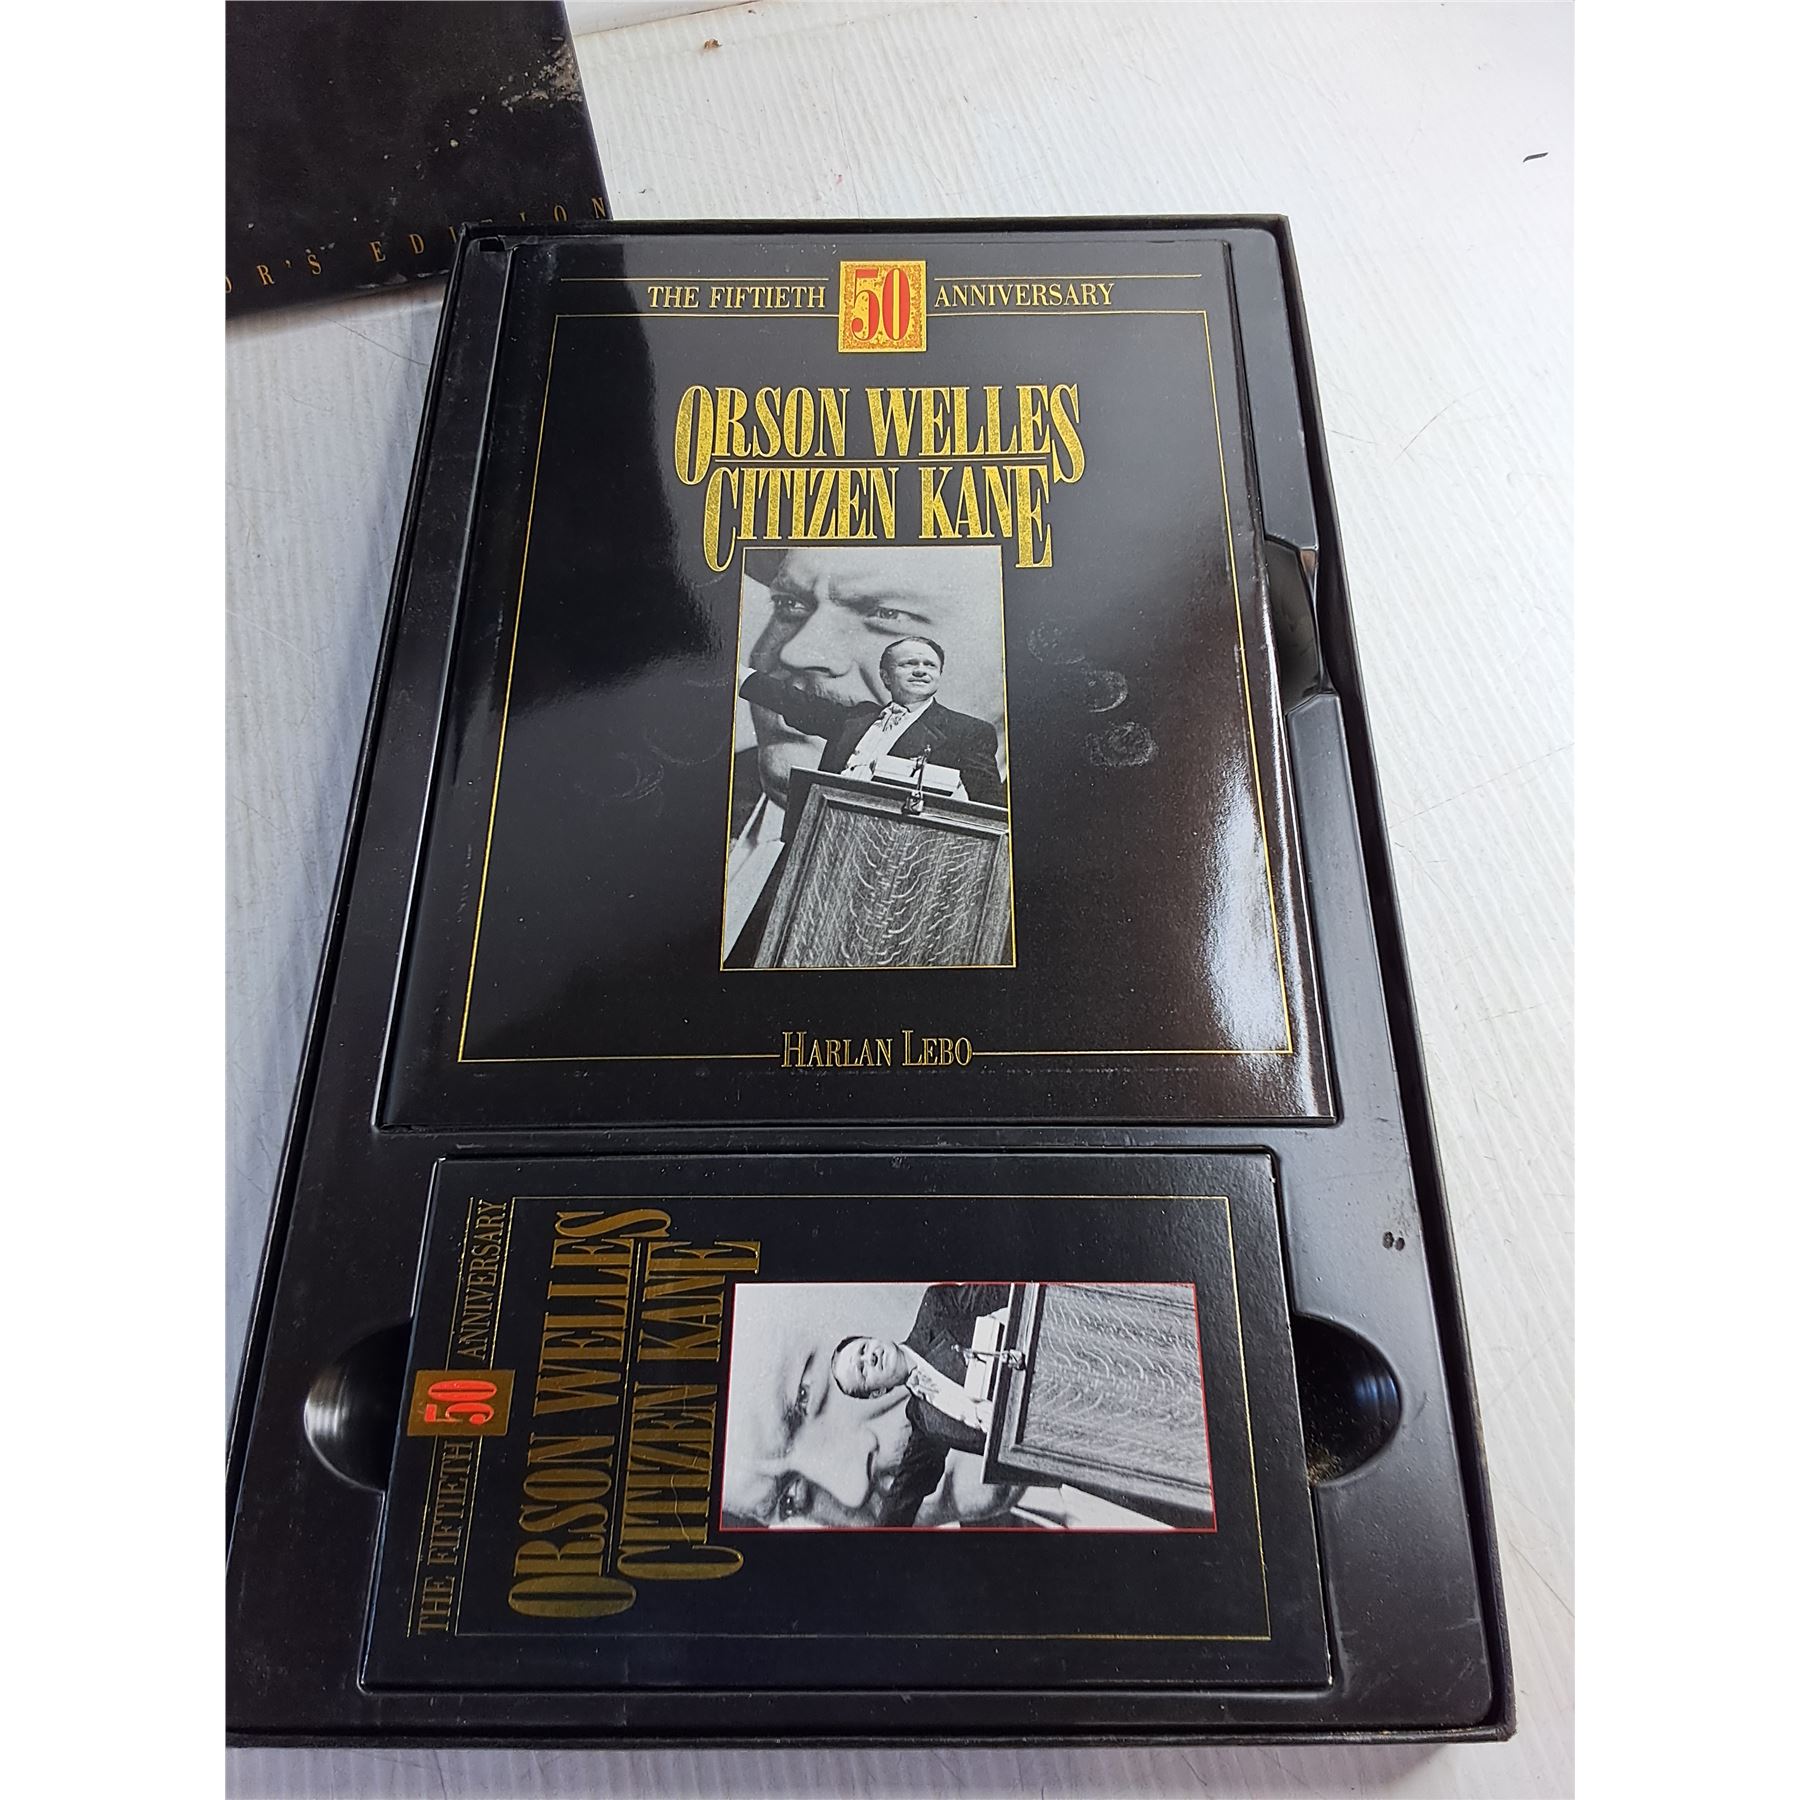 OR'S EDITION
THE FIFTIETH 50 ANNIVERSARY
ORSON WELLES
CITIZEN KANE
HARLAN LEBO
THE FIFTIETH 50 ANNIVERSARY
ORSON WELLES
CITIZEN KANE